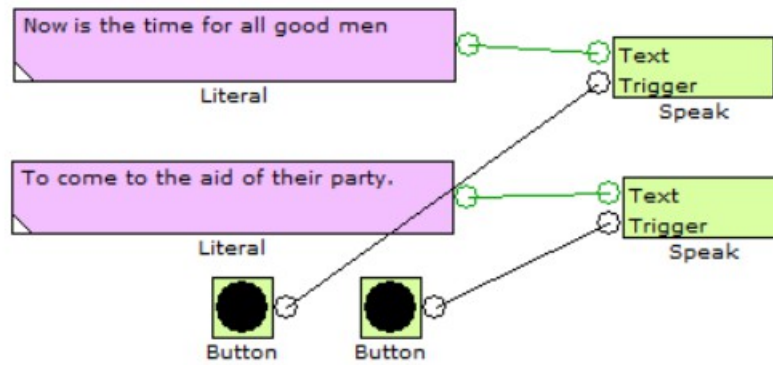 Now is the time for all good men
Text
Trigger
Literal
Speak
To come to the aid of their party.
Text
Trigger
Literal
Speak
Button
Button